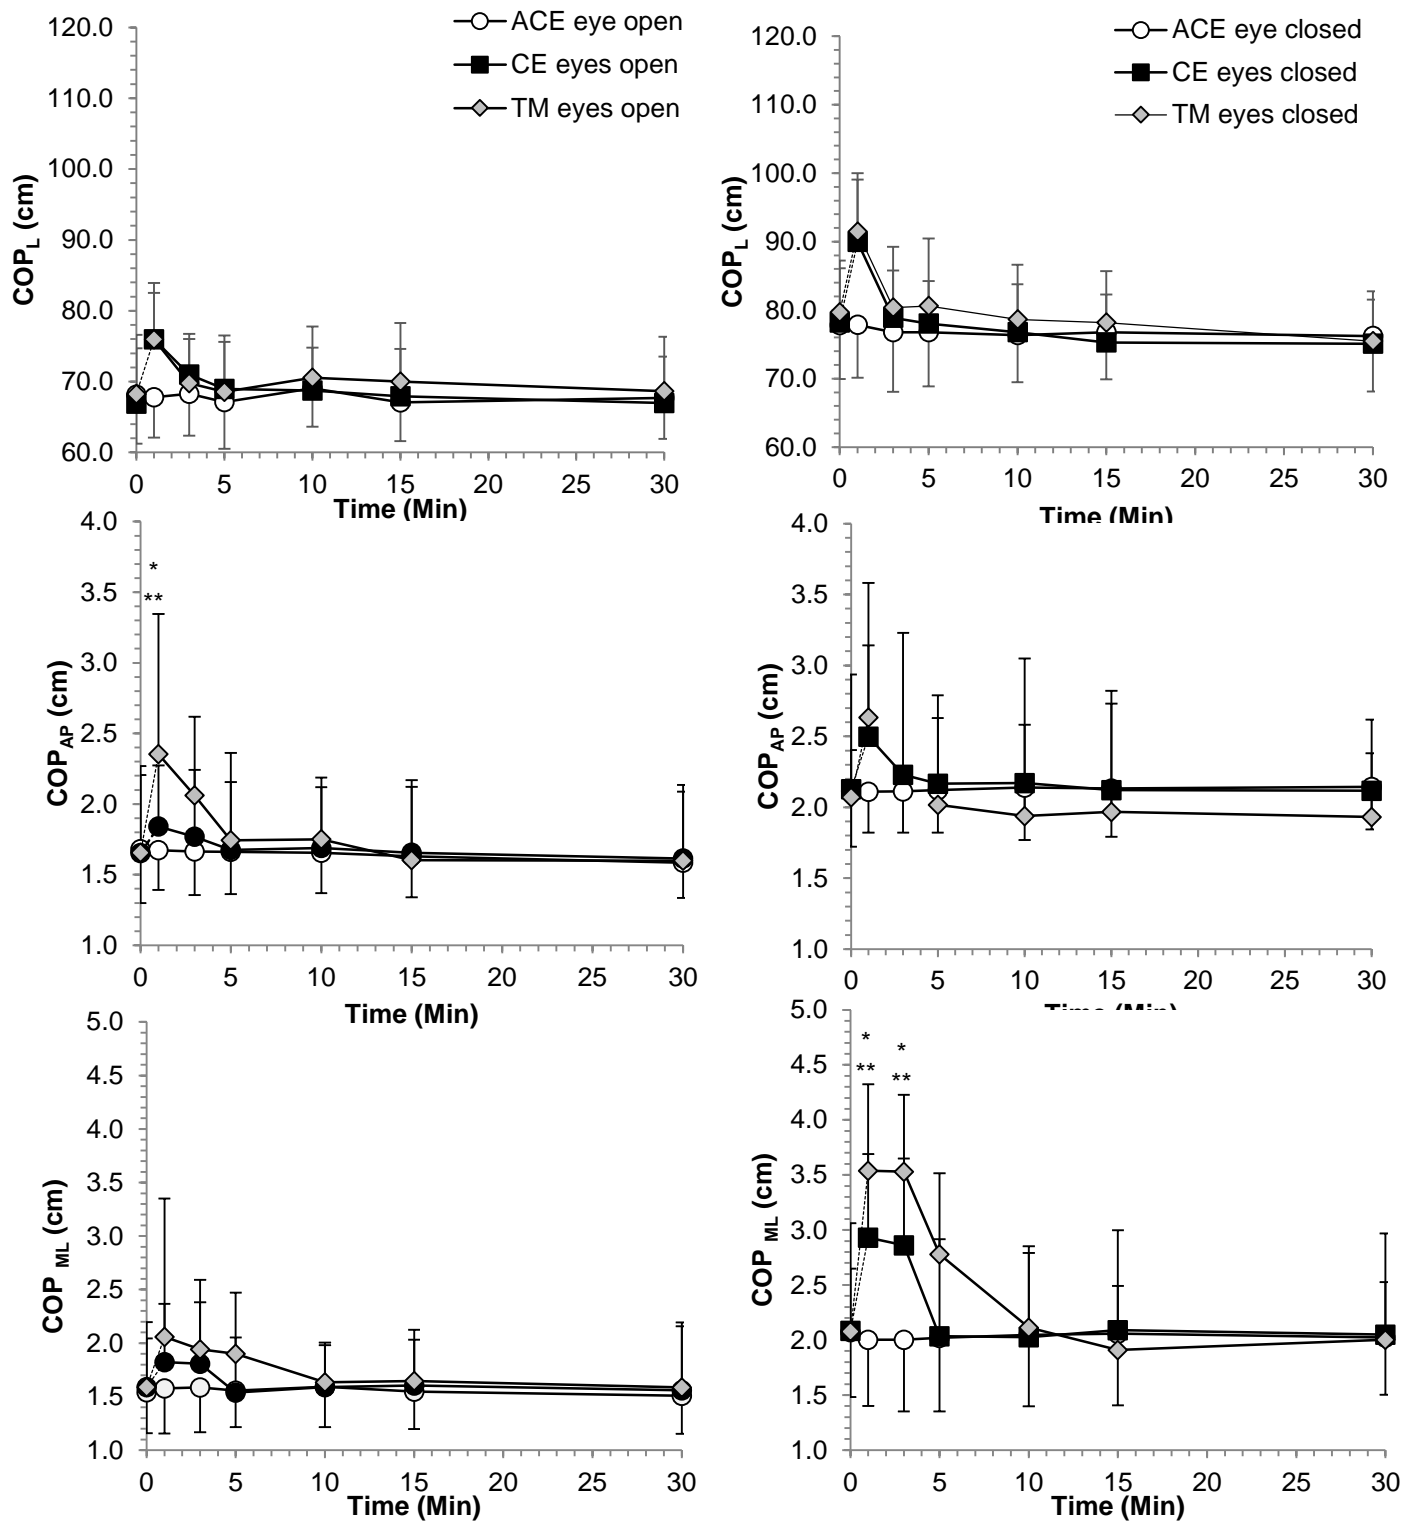 ACE eye open
CE eyes open
TM eyes open
COP_L (cm)
120.0
110.0
100.0
90.0
80.0
70.0
60.0
0 5 10 15 20 25 30
Time (Min)
ACE eye closed
CE eyes closed
TM eyes closed
COP_L (cm)
120.0
110.0
100.0
90.0
80.0
70.0
60.0
0 5 10 15 20 25 30
Time (Min)
COP_AP (cm)
4.0
3.5
3.0
2.5
2.0
1.5
1.0
*
**
0 5 10 15 20 25 30
Time (Min)
COP_AP (cm)
4.0
3.5
3.0
2.5
2.0
1.5
1.0
0 5 10 15 20 25 30
Time (Min)
COP_ML (cm)
5.0
4.5
4.0
3.5
3.0
2.5
2.0
1.5
1.0
0 5 10 15 20 25 30
Time (Min)
COP_ML (cm)
5.0
4.5
4.0
3.5
3.0
2.5
2.0
1.5
1.0
* *
** **
0 5 10 15 20 25 30
Time (Min)